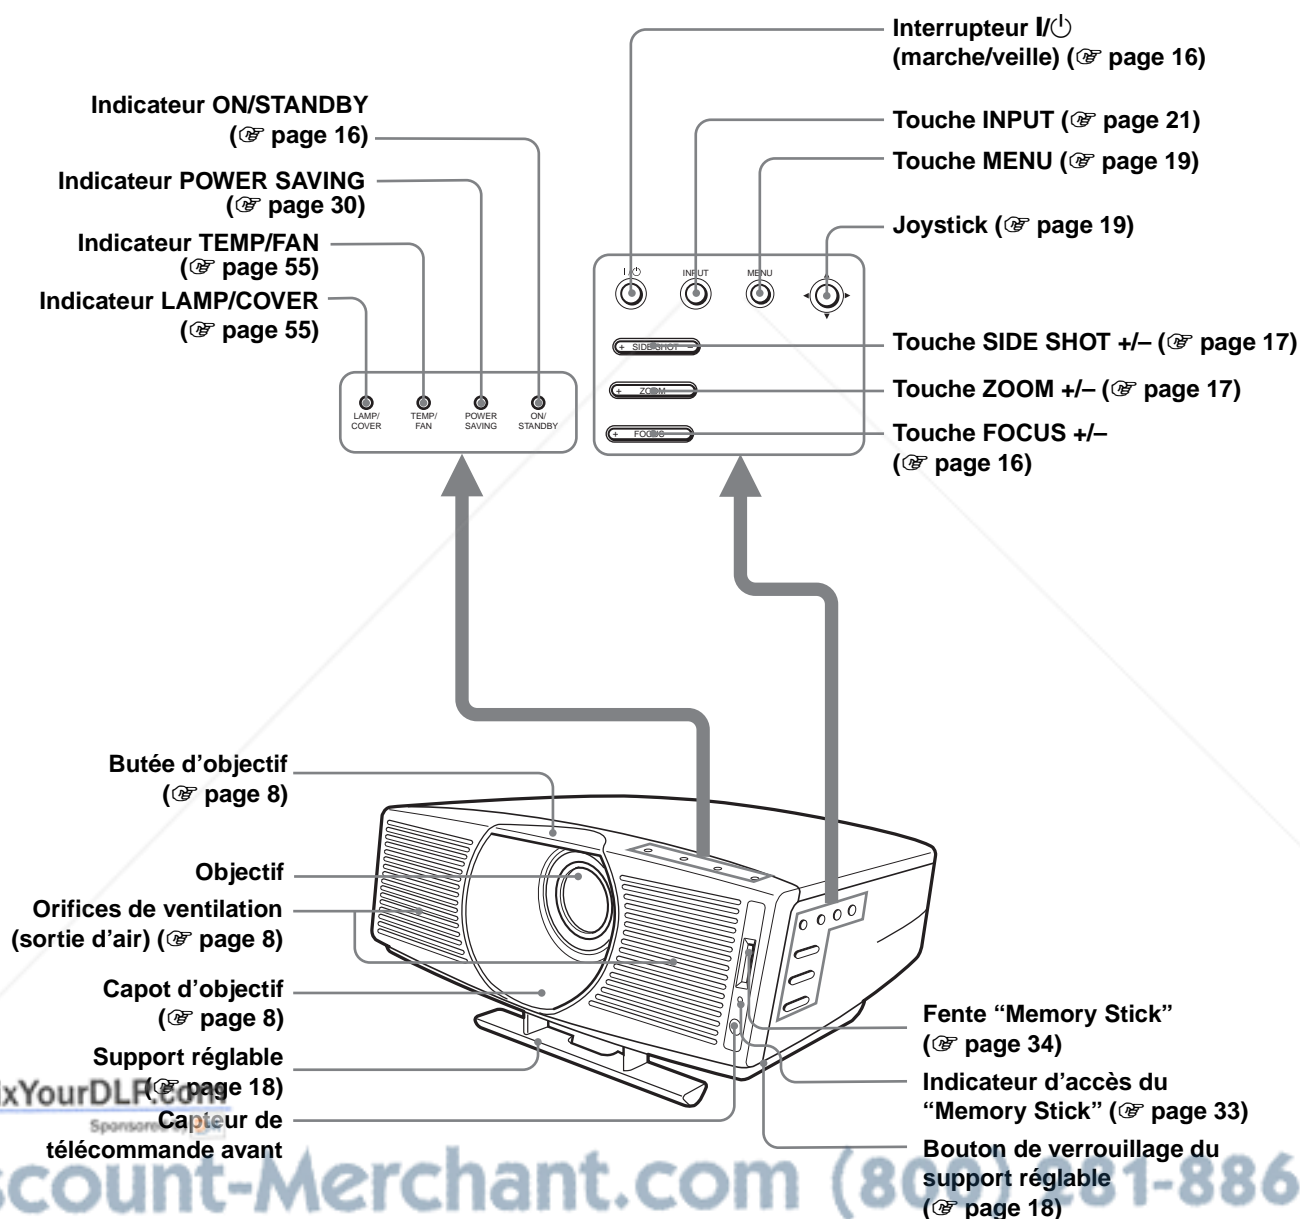 Interrupteur I/⏻
(marche/veille) (☞ page 16)
Indicateur ON/STANDBY
(☞ page 16)
Touche INPUT (☞ page 21)
Touche MENU (☞ page 19)
Indicateur POWER SAVING
(☞ page 30)
Joystick (☞ page 19)
Indicateur TEMP/FAN
(☞ page 55)
Indicateur LAMP/COVER
(☞ page 55)
I / ⏻ INPUT MENU
+ SIDE SHOT –
Touche SIDE SHOT +/– (☞ page 17)
+ ZOOM
Touche ZOOM +/– (☞ page 17)
LAMP/ TEMP/ POWER ON/
COVER FAN SAVING STANDBY
+ FOCUS
Touche FOCUS +/–
(☞ page 16)
Butée d’objectif
(☞ page 8)
Objectif
Orifices de ventilation
(sortie d’air) (☞ page 8)
Capot d’objectif
(☞ page 8)
Fente “Memory Stick”
(☞ page 34)
Support réglable
(☞ page 18)
Indicateur d’accès du
“Memory Stick” (☞ page 33)
xYourDLP.com
Sponsored by
Capteur de
télécommande avant
Bouton de verrouillage du
support réglable
(☞ page 18)
scount-Merchant.com (800) 281-886